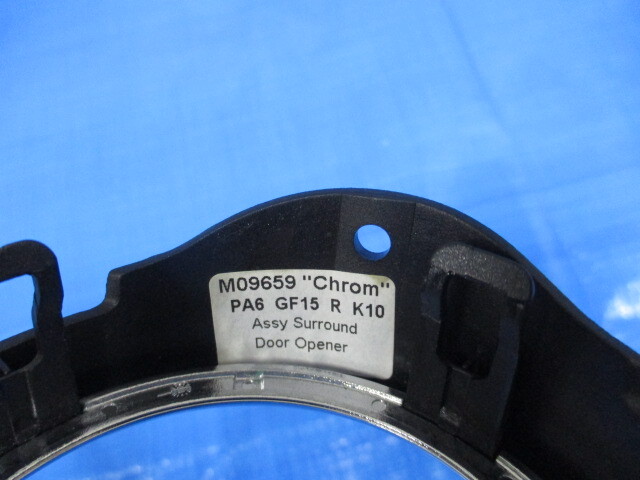 M09659 "Chrom"
PA6 GF15 R K10
Assy Surround
Door Opener